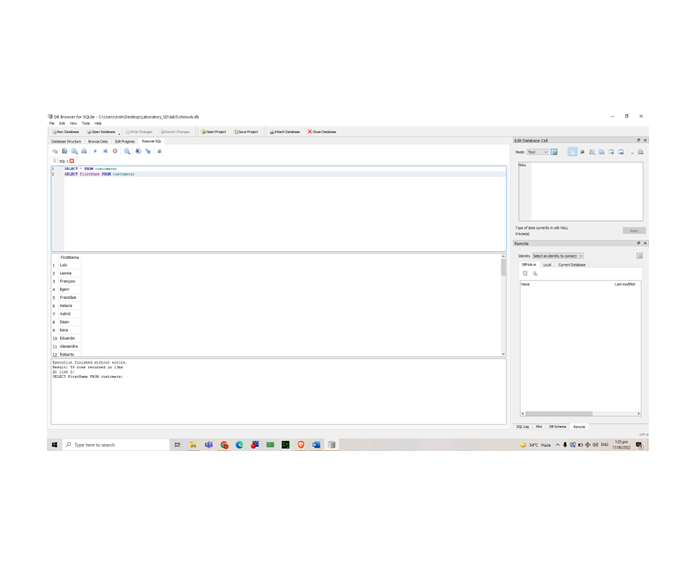 DB Browser for SQLite - C:\Users\rish\Desktop\Laboratory_02\lab5\chinook.db
File Edit View Tools Help
New Database Open Database Write Changes Revert Changes Open Project Save Project Attach Database Close Database
Database Structure Browse Data Edit Pragmas Execute SQL
SQL 1
1 SELECT * FROM customers;
2 SELECT FirstName FROM customers;
FirstName
1 Luís
2 Leonie
3 François
4 Bjørn
5 František
6 Helena
7 Astrid
8 Daan
9 Kara
10 Eduardo
11 Alexandre
12 Roberto
Execution finished without errors.
Result: 59 rows returned in 13ms
At line 2:
SELECT FirstName FROM customers;
Edit Database Cell
Mode: Text
NULL
Type of data currently in cell: NULL
0 byte(s)
Apply
Remote
Identity Select an identity to connect
DBHub.io Local Current Database
Name Last modified
SQL Log Plot DB Schema Remote
UTF-8
Type here to search
34°C Haze ENG
1:05 pm
11/06/2022